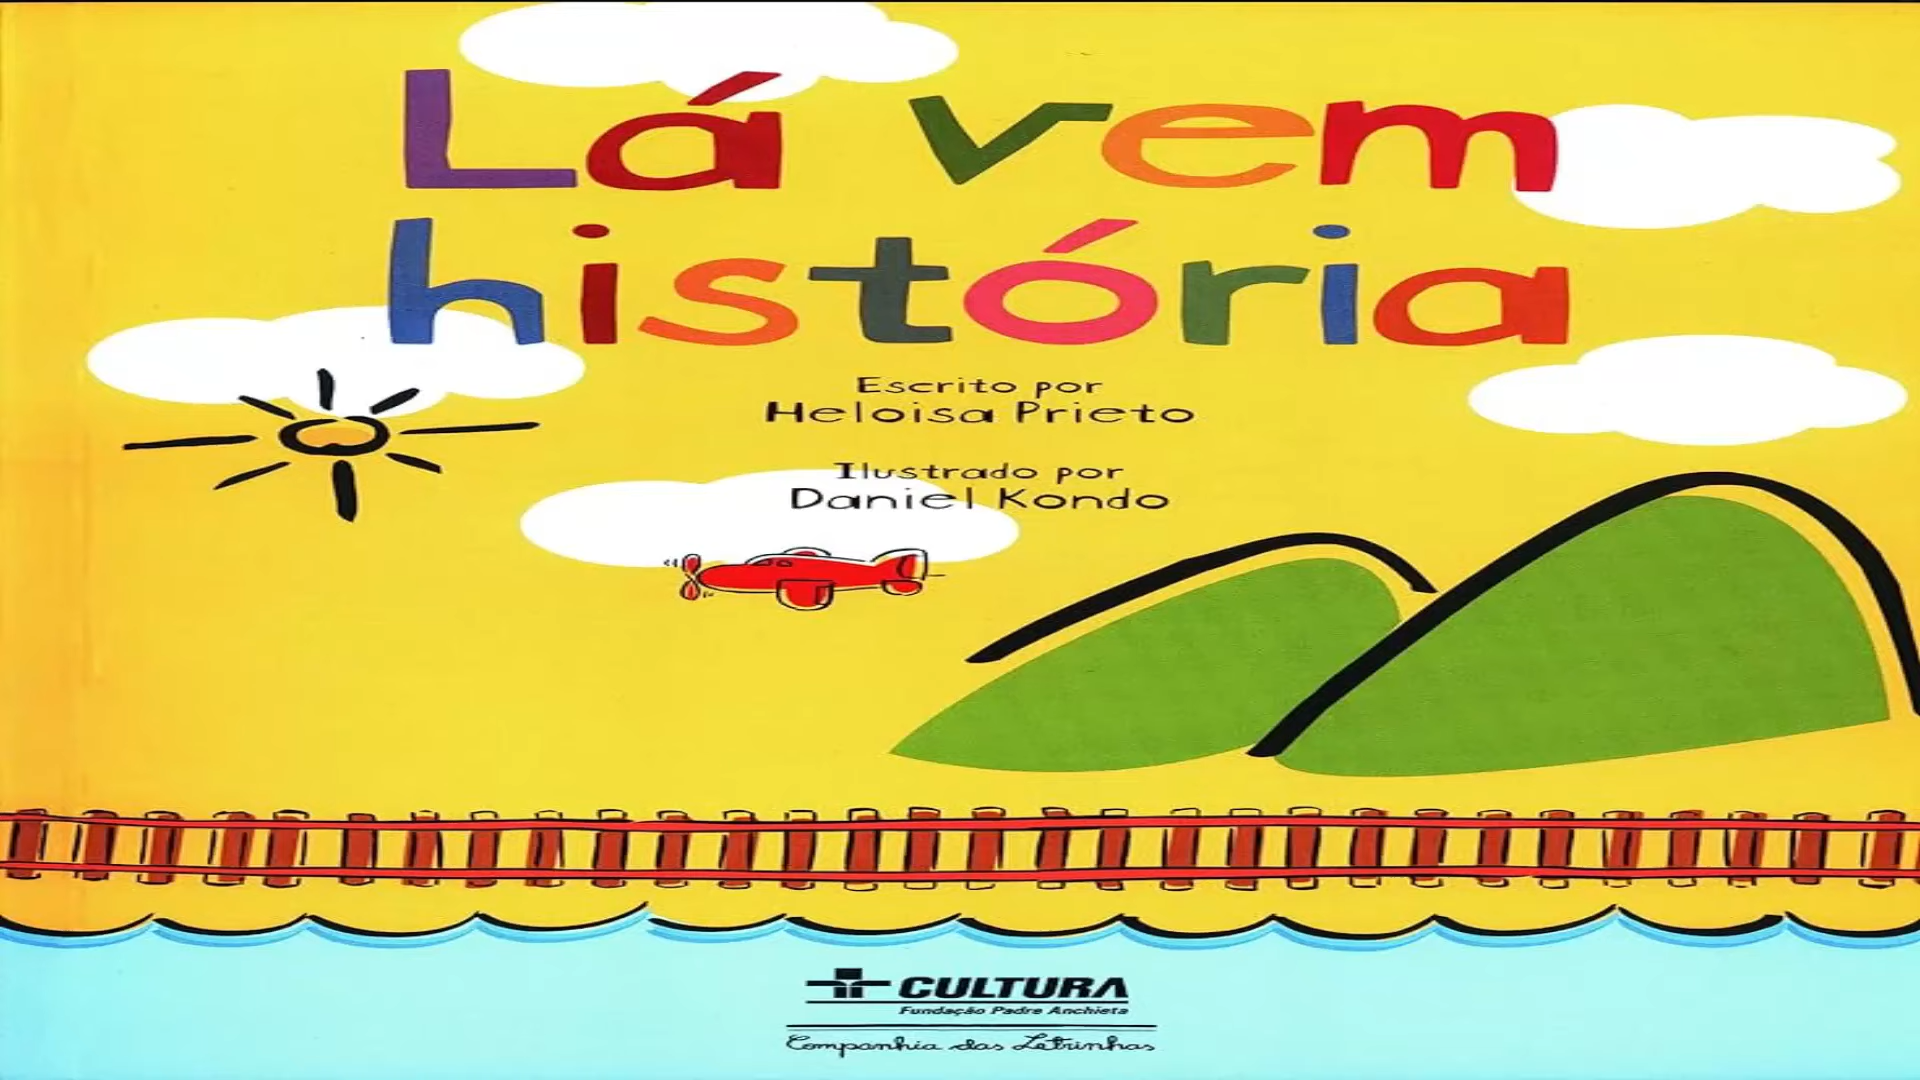 Lá vem
história
Escrito por
Heloisa Prieto
Ilustrado por
Daniel Kondo
CULTURA
Fundação Padre Anchieta
Companhia das Letrinhas